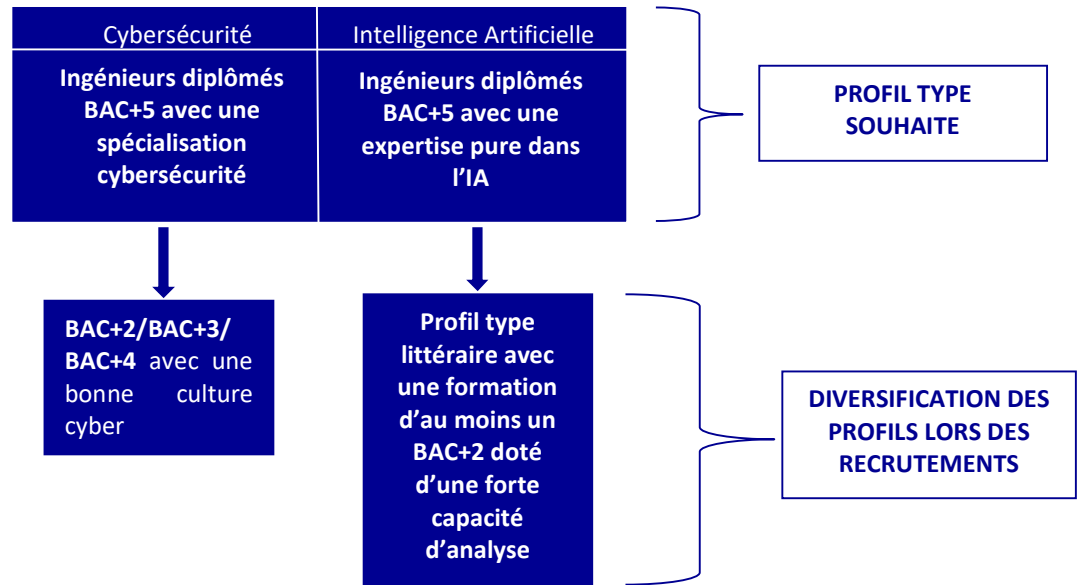 Cybersécurité
Intelligence Artificielle
Ingénieurs diplômés
BAC+5 avec une
spécialisation
cybersécurité
Ingénieurs diplômés
BAC+5 avec une
expertise pure dans
l'IA
PROFIL TYPE
SOUHAITE
BAC+2/BAC+3/
BAC+4 avec une
bonne culture
cyber
Profil type
littéraire avec
une formation
d'au moins un
BAC+2 doté
d'une forte
capacité
d'analyse
DIVERSIFICATION DES
PROFILS LORS DES
RECRUTEMENTS